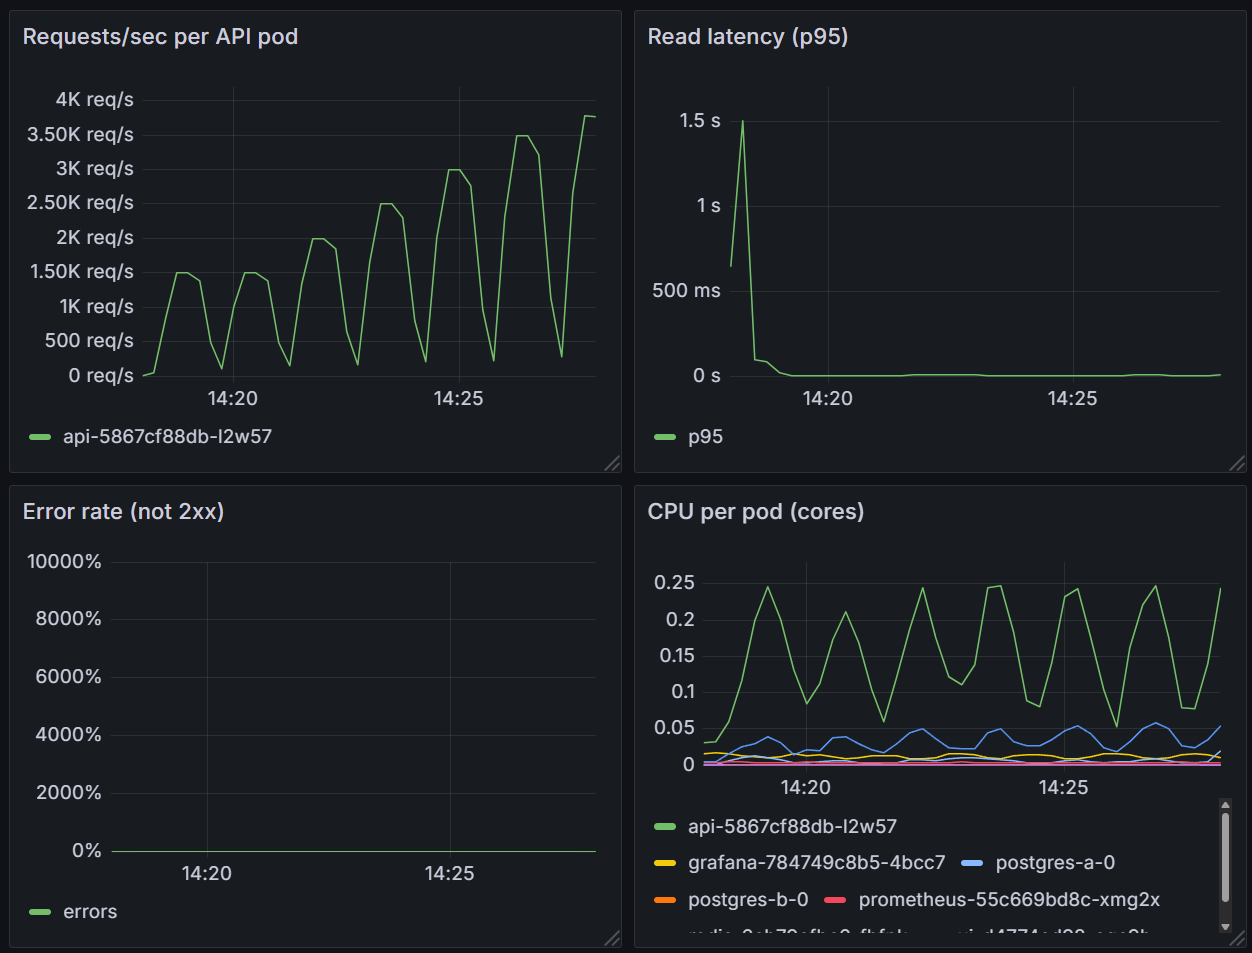 Requests/sec per API pod
4K req/s
3.50K req/s
3K req/s
2.50K req/s
2K req/s
1.50K req/s
1K req/s
500 req/s
0 req/s
14:20 14:25
api-5867cf88db-l2w57
Read latency (p95)
1.5 s
1 s
500 ms
0 s
14:20 14:25
p95
Error rate (not 2xx)
10000%
8000%
6000%
4000%
2000%
0%
14:20 14:25
errors
CPU per pod (cores)
0.25
0.2
0.15
0.1
0.05
0
14:20 14:25
api-5867cf88db-l2w57
grafana-784749c8b5-4bcc7 postgres-a-0
postgres-b-0 prometheus-55c669bd8c-xmg2x